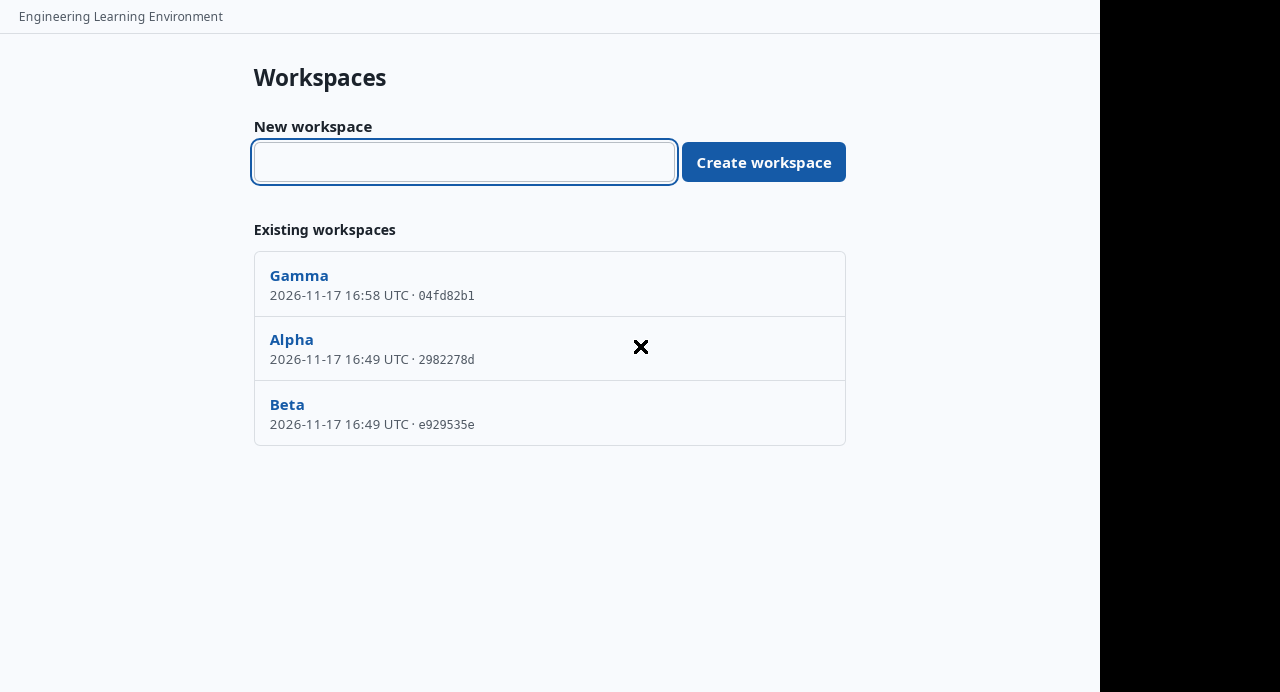 Engineering Learning Environment
Workspaces
New workspace
Create workspace
Existing workspaces
Gamma
2026-11-17 16:58 UTC · 04fd82b1
Alpha
2026-11-17 16:49 UTC · 2982278d
Beta
2026-11-17 16:49 UTC · e929535e